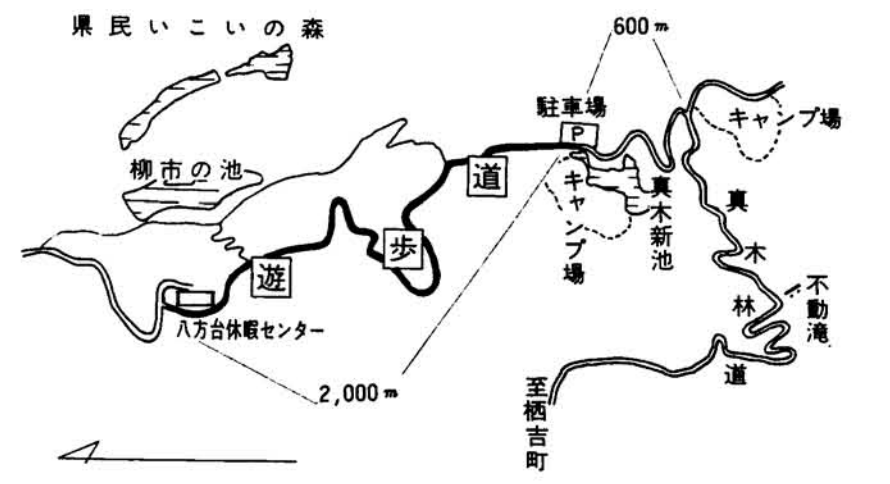 県民いこいの森
600m
駐車場
P
キャンプ場
柳市の池
道
キャンプ場
真木新池
真木林道
歩
遊
不動滝
八方台休暇センター
2,000m
至栖吉町